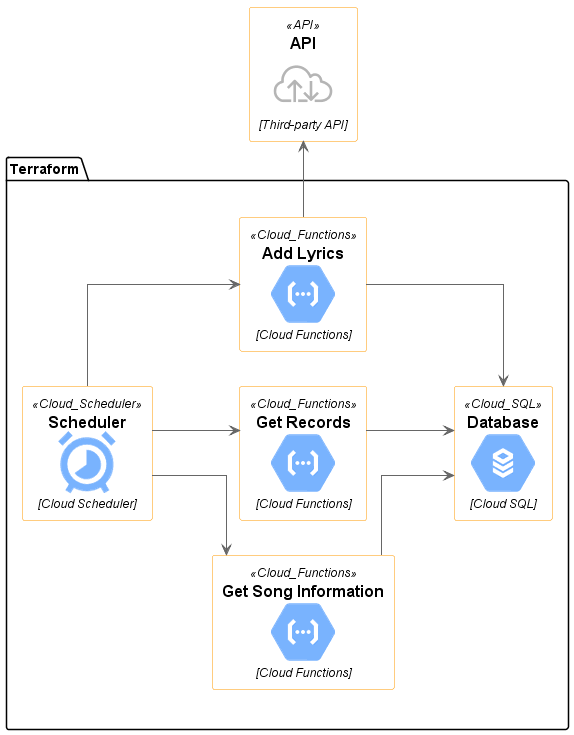 «API»
API
[Third-party API]
Terraform
«Cloud_Functions»
Add Lyrics
[Cloud Functions]
«Cloud_Scheduler»
Scheduler
[Cloud Scheduler]
«Cloud_Functions»
Get Records
[Cloud Functions]
«Cloud_SQL»
Database
[Cloud SQL]
«Cloud_Functions»
Get Song Information
[Cloud Functions]